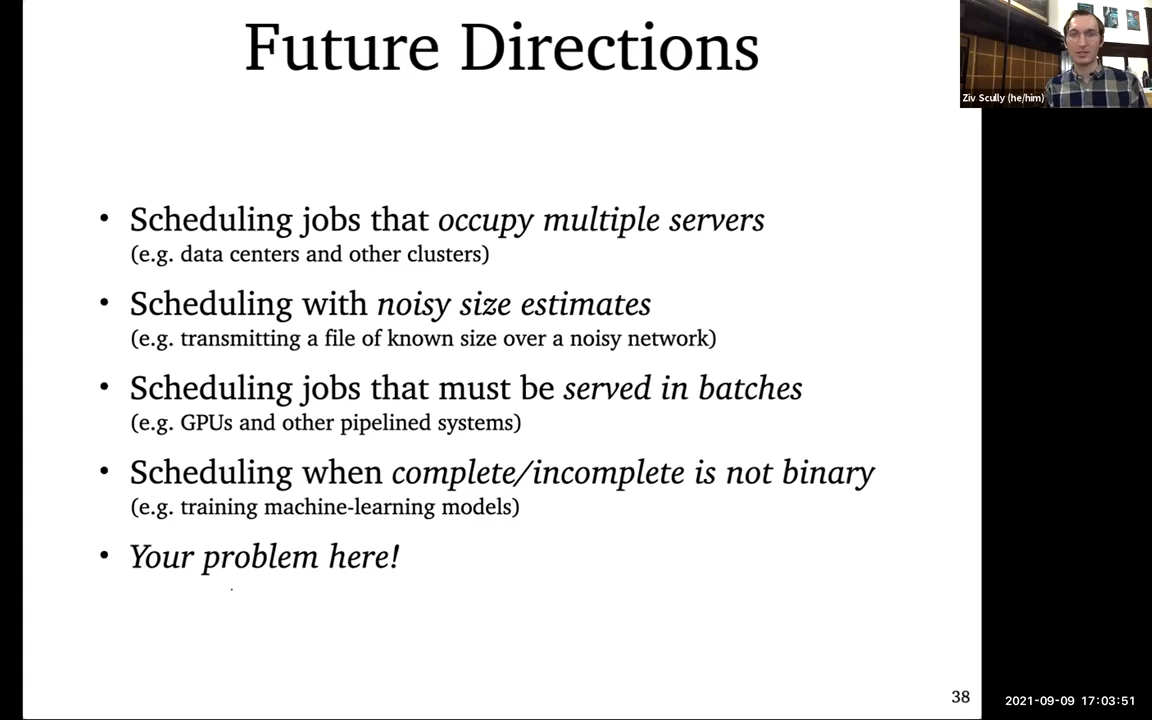 Future Directions
Ziv Scully (he/him)
• Scheduling jobs that occupy multiple servers
(e.g. data centers and other clusters)
• Scheduling with noisy size estimates
(e.g. transmitting a file of known size over a noisy network)
• Scheduling jobs that must be served in batches
(e.g. GPUs and other pipelined systems)
• Scheduling when complete/incomplete is not binary
(e.g. training machine-learning models)
• Your problem here!
38
2021-09-09 17:03:51